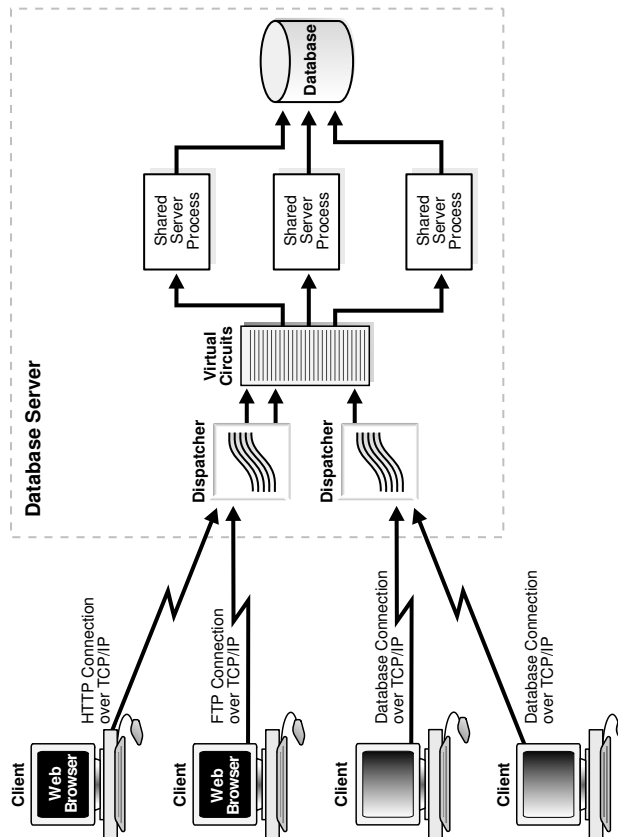 Database Server
Client
Web
Browser
HTTP Connection
over TCP/IP
Client
Web
Browser
FTP Connection
over TCP/IP
Client
Database Connection
over TCP/IP
Client
Database Connection
over TCP/IP
Dispatcher
Dispatcher
Virtual
Circuits
Shared
Server
Process
Shared
Server
Process
Shared
Server
Process
Database